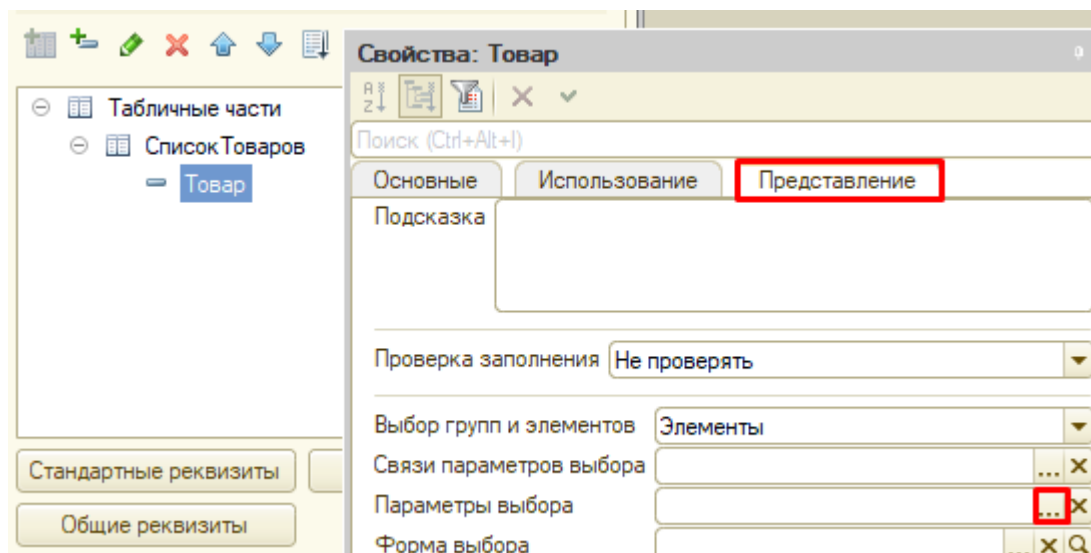 Свойства: Товар
A
Z
Поиск (Ctrl+Alt+I)
Основные Использование Представление
Подсказка
Проверка заполнения Не проверять
Выбор групп и элементов Элементы
Связи параметров выбора ...
Параметры выбора ...
Форма выбора ...
Табличные части
СписокТоваров
Товар
Стандартные реквизиты
Общие реквизиты